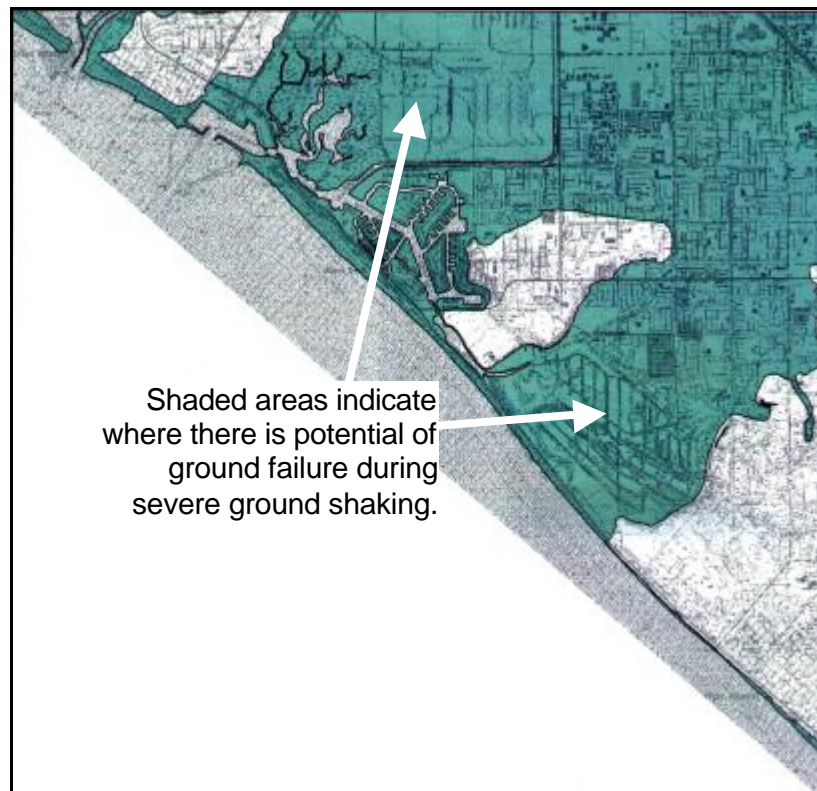 Shaded areas indicate
where there is potential of
ground failure during
severe ground shaking.